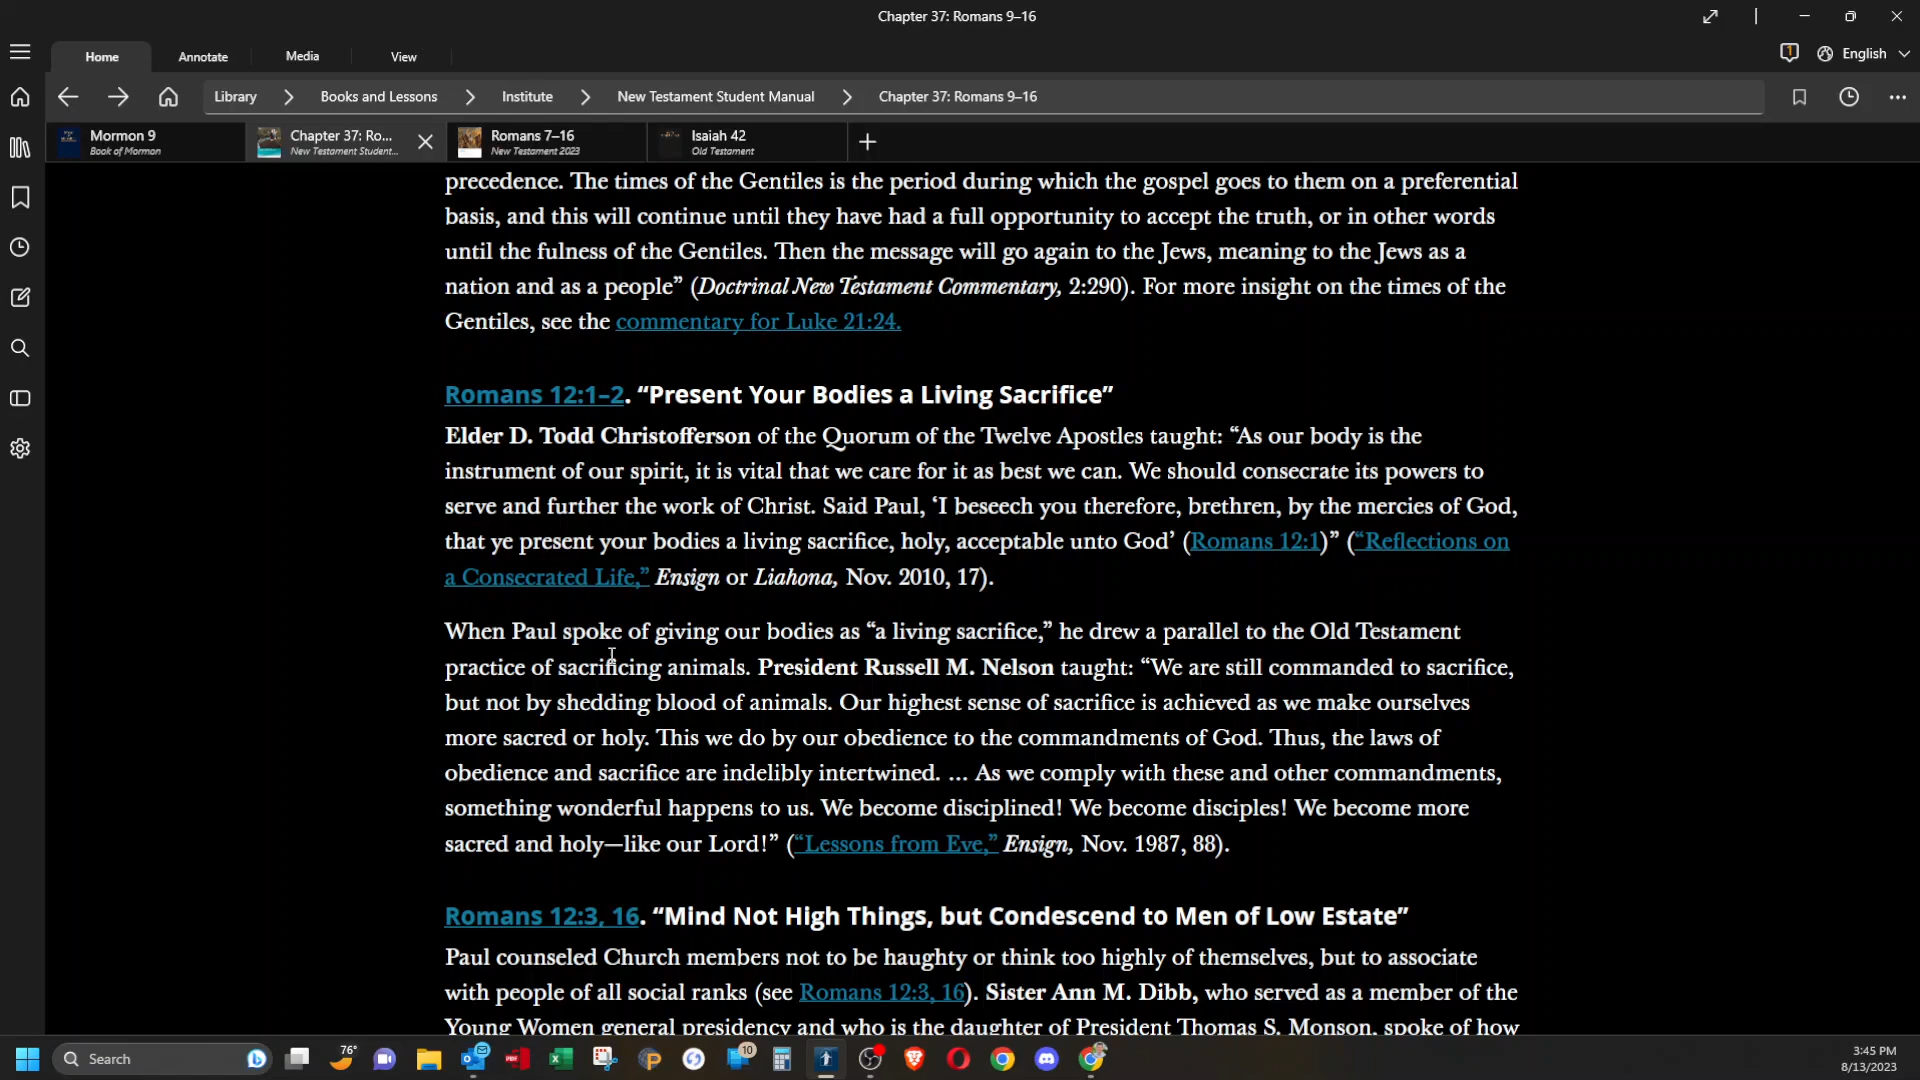 Chapter 37: Romans 9–16
Home
Annotate
Media
View
1
English
Library
Books and Lessons
Institute
New Testament Student Manual
Chapter 37: Romans 9–16
Mormon 9
Book of Mormon
Chapter 37: Ro...
New Testament Student...
Romans 7–16
New Testament 2023
Isaiah 42
Old Testament
precedence. The times of the Gentiles is the period during which the gospel goes to them on a preferential
basis, and this will continue until they have had a full opportunity to accept the truth, or in other words
until the fulness of the Gentiles. Then the message will go again to the Jews, meaning to the Jews as a
nation and as a people” (Doctrinal New Testament Commentary, 2:290). For more insight on the times of the
Gentiles, see the commentary for Luke 21:24.
Romans 12:1–2. “Present Your Bodies a Living Sacrifice”
Elder D. Todd Christofferson of the Quorum of the Twelve Apostles taught: “As our body is the
instrument of our spirit, it is vital that we care for it as best we can. We should consecrate its powers to
serve and further the work of Christ. Said Paul, ‘I beseech you therefore, brethren, by the mercies of God,
that ye present your bodies a living sacrifice, holy, acceptable unto God’ (Romans 12:1)” (“Reflections on
a Consecrated Life,” Ensign or Liahona, Nov. 2010, 17).
When Paul spoke of giving our bodies as “a living sacrifice,” he drew a parallel to the Old Testament
practice of sacrificing animals. President Russell M. Nelson taught: “We are still commanded to sacrifice,
but not by shedding blood of animals. Our highest sense of sacrifice is achieved as we make ourselves
more sacred or holy. This we do by our obedience to the commandments of God. Thus, the laws of
obedience and sacrifice are indelibly intertwined. … As we comply with these and other commandments,
something wonderful happens to us. We become disciplined! We become disciples! We become more
sacred and holy—like our Lord!” (“Lessons from Eve,” Ensign, Nov. 1987, 88).
Romans 12:3, 16. “Mind Not High Things, but Condescend to Men of Low Estate”
Paul counseled Church members not to be haughty or think too highly of themselves, but to associate
with people of all social ranks (see Romans 12:3, 16). Sister Ann M. Dibb, who served as a member of the
Young Women general presidency and who is the daughter of President Thomas S. Monson, spoke of how
Search
76°
PDF
10
3:45 PM
8/13/2023